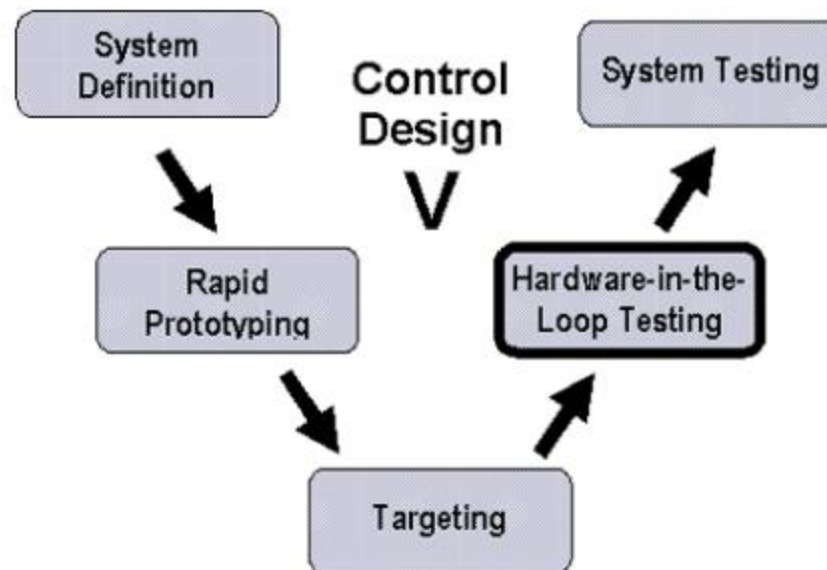 System
Definition
Control
Design
V
System Testing
Rapid
Prototyping
Hardware-in-the-
Loop Testing
Targeting